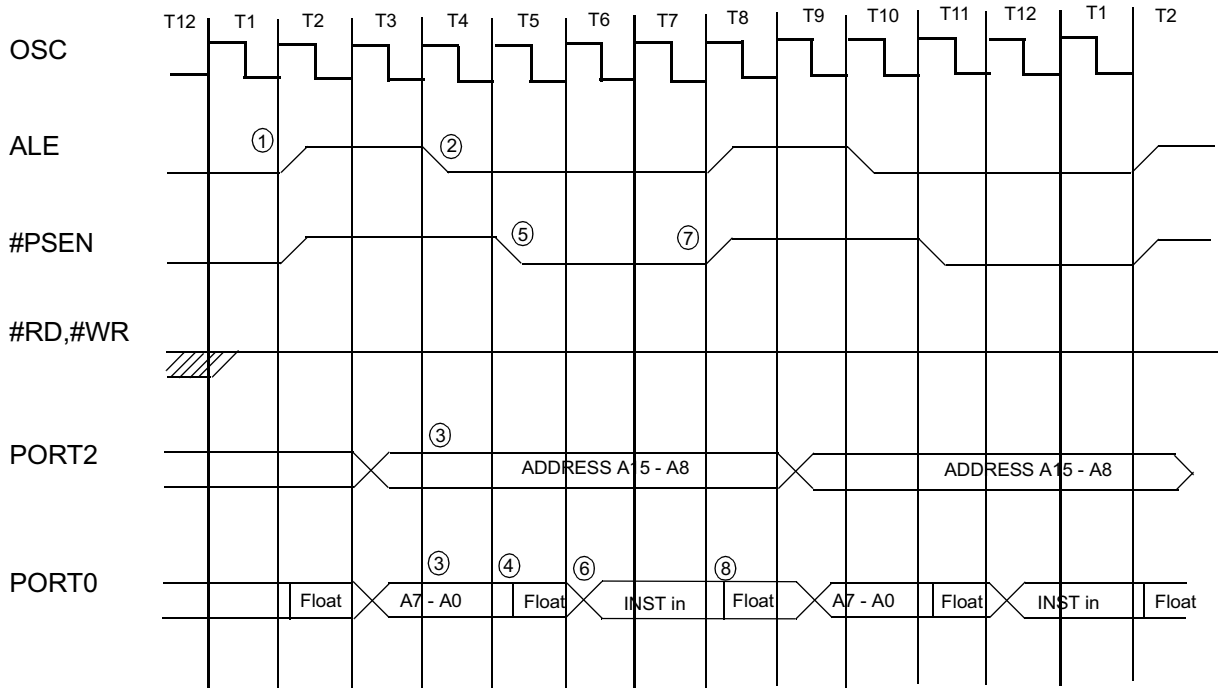 T12 T1 T2 T3 T4 T5 T6 T7 T8 T9 T10 T11 T12 T1 T2
OSC
ALE ① ②
#PSEN ⑤ ⑦
#RD,#WR
③
PORT2 ADDRESS A15 - A8 ADDRESS A15 - A8
③ ④ ⑥ ⑧
PORT0 Float A7 - A0 Float INST in Float A7 - A0 Float INST in Float